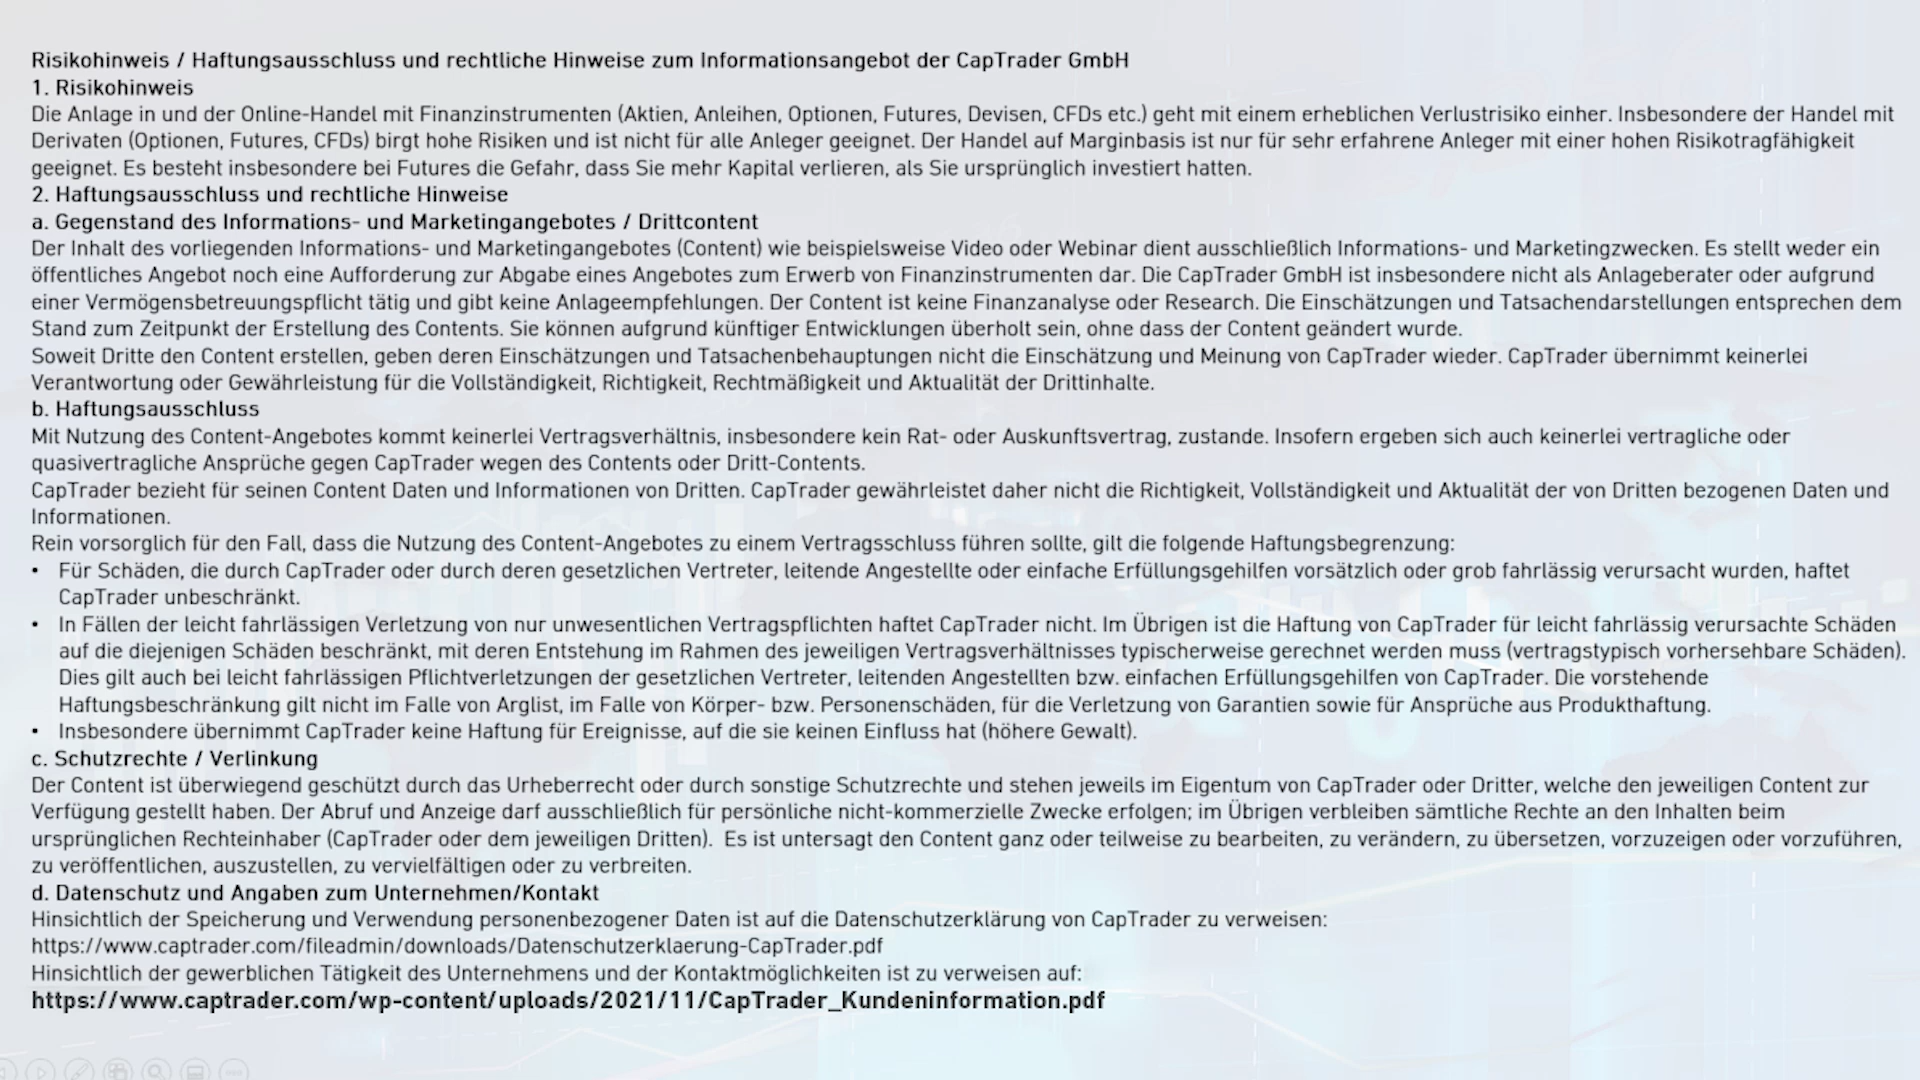 Risikohinweis / Haftungsausschluss und rechtliche Hinweise zum Informationsangebot der CapTrader GmbH
1. Risikohinweis
Die Anlage in und der Online-Handel mit Finanzinstrumenten (Aktien, Anleihen, Optionen, Futures, Devisen, CFDs etc.) geht mit einem erheblichen Verlustrisiko einher. Insbesondere der Handel mit
Derivaten (Optionen, Futures, CFDs) birgt hohe Risiken und ist nicht für alle Anleger geeignet. Der Handel auf Marginbasis ist nur für sehr erfahrene Anleger mit einer hohen Risikotragfähigkeit
geeignet. Es besteht insbesondere bei Futures die Gefahr, dass Sie mehr Kapital verlieren, als Sie ursprünglich investiert hatten.
2. Haftungsausschluss und rechtliche Hinweise
a. Gegenstand des Informations- und Marketingangebotes / Drittcontent
Der Inhalt des vorliegenden Informations- und Marketingangebotes (Content) wie beispielsweise Video oder Webinar dient ausschließlich Informations- und Marketingzwecken. Es stellt weder ein
öffentliches Angebot noch eine Aufforderung zur Abgabe eines Angebotes zum Erwerb von Finanzinstrumenten dar. Die CapTrader GmbH ist insbesondere nicht als Anlageberater oder aufgrund
einer Vermögensbetreuungspflicht tätig und gibt keine Anlageempfehlungen. Der Content ist keine Finanzanalyse oder Research. Die Einschätzungen und Tatsachendarstellungen entsprechen dem
Stand zum Zeitpunkt der Erstellung des Contents. Sie können aufgrund künftiger Entwicklungen überholt sein, ohne dass der Content geändert wurde.
Soweit Dritte den Content erstellen, geben deren Einschätzungen und Tatsachenbehauptungen nicht die Einschätzung und Meinung von CapTrader wieder. CapTrader übernimmt keinerlei
Verantwortung oder Gewährleistung für die Vollständigkeit, Richtigkeit, Rechtmäßigkeit und Aktualität der Drittinhalte.
b. Haftungsausschluss
Mit Nutzung des Content-Angebotes kommt keinerlei Vertragsverhältnis, insbesondere kein Rat- oder Auskunftsvertrag, zustande. Insofern ergeben sich auch keinerlei vertragliche oder
quasivertragliche Ansprüche gegen CapTrader wegen des Contents oder Dritt-Contents.
CapTrader bezieht für seinen Content Daten und Informationen von Dritten. CapTrader gewährleistet daher nicht die Richtigkeit, Vollständigkeit und Aktualität der von Dritten bezogenen Daten und
Informationen.
Rein vorsorglich für den Fall, dass die Nutzung des Content-Angebotes zu einem Vertragsschluss führen sollte, gilt die folgende Haftungsbegrenzung:
• Für Schäden, die durch CapTrader oder durch deren gesetzlichen Vertreter, leitende Angestellte oder einfache Erfüllungsgehilfen vorsätzlich oder grob fahrlässig verursacht wurden, haftet
CapTrader unbeschränkt.
• In Fällen der leicht fahrlässigen Verletzung von nur unwesentlichen Vertragspflichten haftet CapTrader nicht. Im Übrigen ist die Haftung von CapTrader für leicht fahrlässig verursachte Schäden
auf die diejenigen Schäden beschränkt, mit deren Entstehung im Rahmen des jeweiligen Vertragsverhältnisses typischerweise gerechnet werden muss (vertragstypisch vorhersehbare Schäden).
Dies gilt auch bei leicht fahrlässigen Pflichtverletzungen der gesetzlichen Vertreter, leitenden Angestellten bzw. einfachen Erfüllungsgehilfen von CapTrader. Die vorstehende
Haftungsbeschränkung gilt nicht im Falle von Arglist, im Falle von Körper- bzw. Personenschäden, für die Verletzung von Garantien sowie für Ansprüche aus Produkthaftung.
• Insbesondere übernimmt CapTrader keine Haftung für Ereignisse, auf die sie keinen Einfluss hat (höhere Gewalt).
c. Schutzrechte / Verlinkung
Der Content ist überwiegend geschützt durch das Urheberrecht oder durch sonstige Schutzrechte und stehen jeweils im Eigentum von CapTrader oder Dritter, welche den jeweiligen Content zur
Verfügung gestellt haben. Der Abruf und Anzeige darf ausschließlich für persönliche nicht-kommerzielle Zwecke erfolgen; im Übrigen verbleiben sämtliche Rechte an den Inhalten beim
ursprünglichen Rechteinhaber (CapTrader oder dem jeweiligen Dritten). Es ist untersagt den Content ganz oder teilweise zu bearbeiten, zu verändern, zu übersetzen, vorzuzeigen oder vorzuführen,
zu veröffentlichen, auszustellen, zu vervielfältigen oder zu verbreiten.
d. Datenschutz und Angaben zum Unternehmen/Kontakt
Hinsichtlich der Speicherung und Verwendung personenbezogener Daten ist auf die Datenschutzerklärung von CapTrader zu verweisen:
https://www.captrader.com/fileadmin/downloads/Datenschutzerklaerung-CapTrader.pdf
Hinsichtlich der gewerblichen Tätigkeit des Unternehmens und der Kontaktmöglichkeiten ist zu verweisen auf:
https://www.captrader.com/wp-content/uploads/2021/11/CapTrader_Kundeninformation.pdf